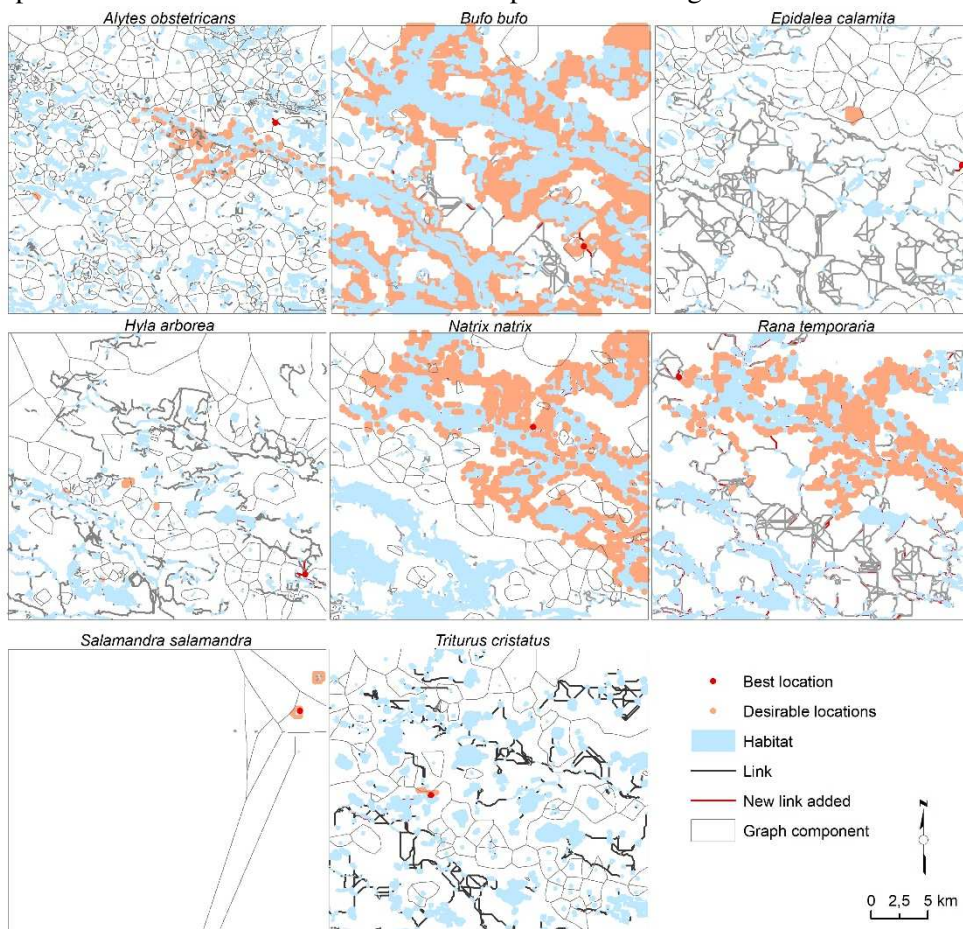 Alytes obstetricans
Bufo bufo
Epidalea calamita
Hyla arborea
Natrix natrix
Rana temporaria
Salamandra salamandra
Triturus cristatus
Best location
Desirable locations
Habitat
Link
New link added
Graph component
N
0 2,5 5 km